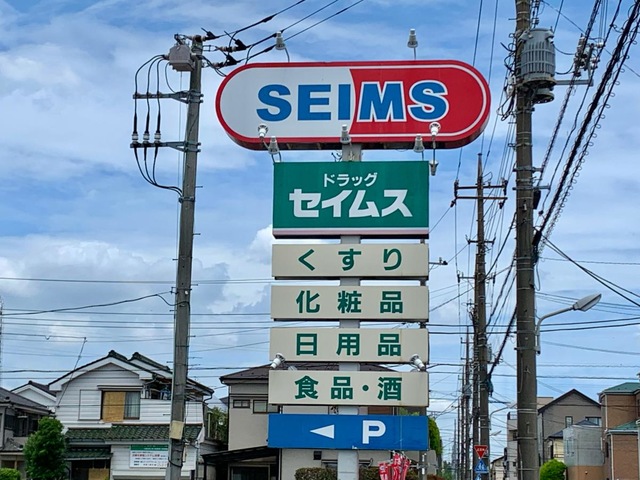 SEIMS
ドラッグ
セイムス
くすり
化粧品
日用品
食品・酒
P